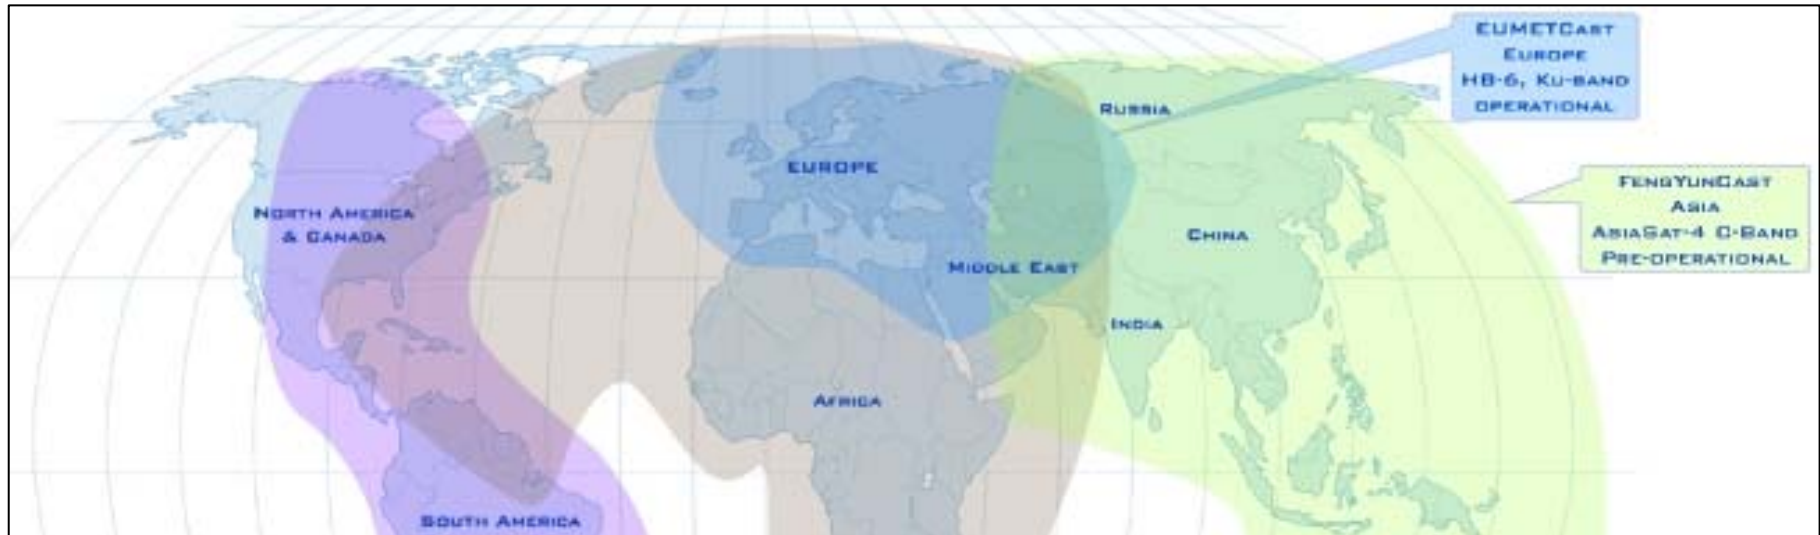 EUMETCast
Europe
HB-6, Ku-band
operational
Russia
Europe
FengYunCast
Asia
AsiaSat-4 C-Band
Pre-operational
North America
& Canada
China
Middle East
India
Africa
South America